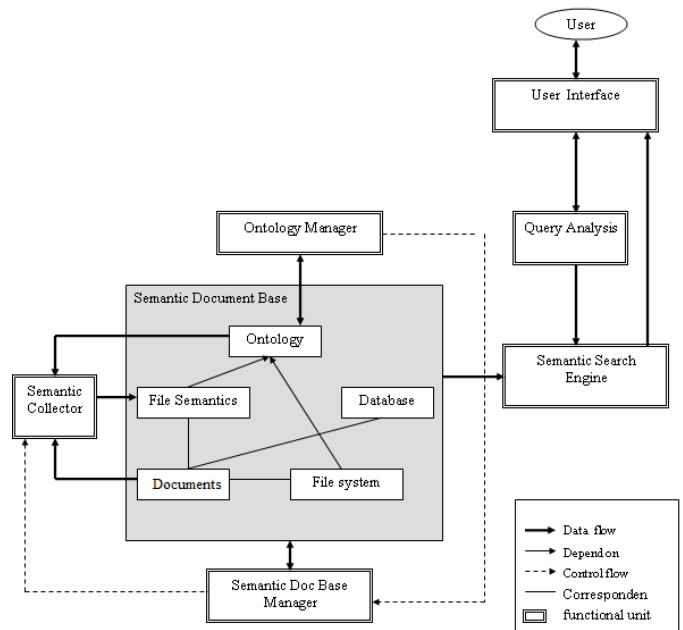 User
User Interface
Ontology Manager
Query Analysis
Semantic Document Base
Ontology
Semantic Search
Engine
Semantic
Collector
File Semantics
Database
Documents
File system
Semantic Doc Base
Manager
Data flow
Dependon
Control flow
Corresponden
functional unit